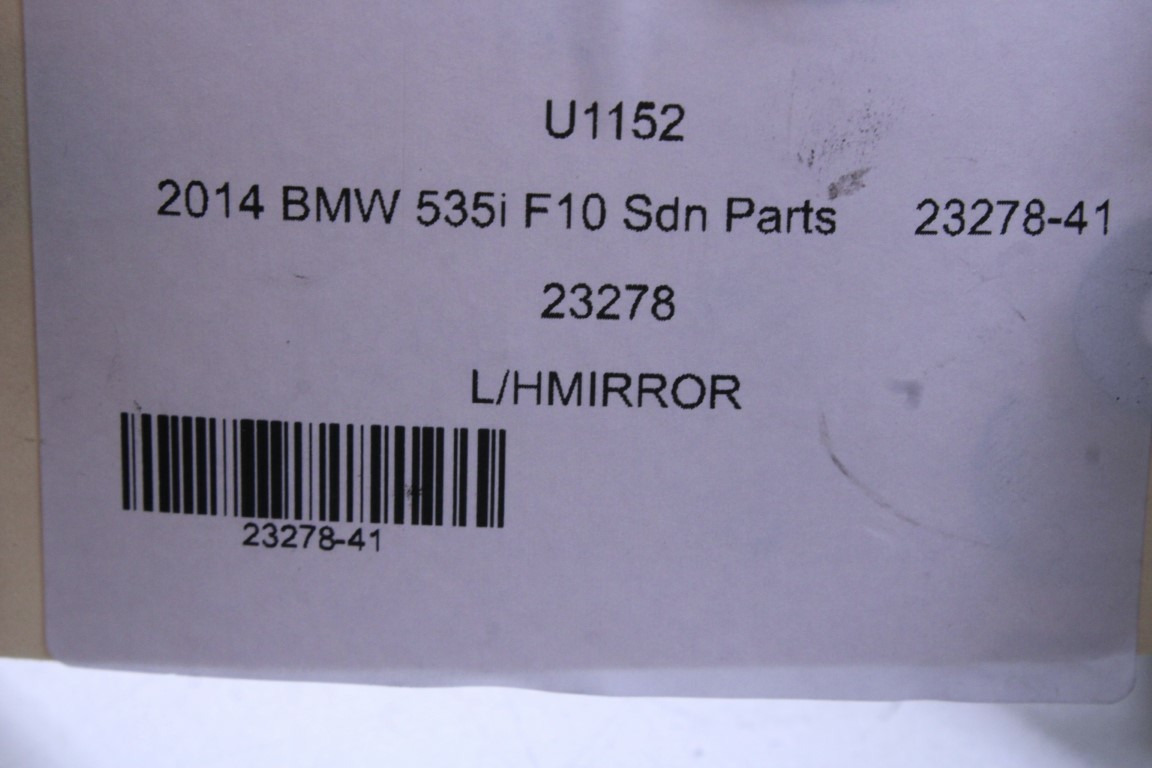 U1152
2014 BMW 535i F10 Sdn Parts 23278-41
23278
L/HMIRROR
23278-41